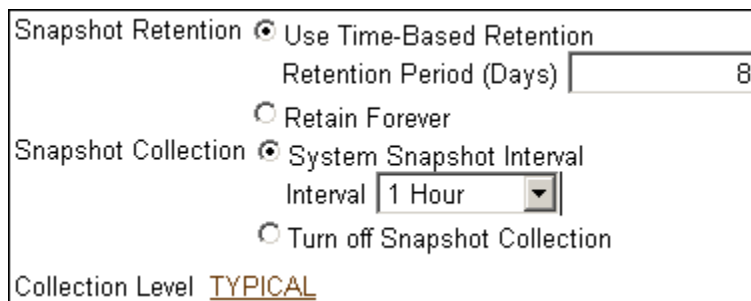 Snapshot Retention Use Time-Based Retention
Retention Period (Days) 8
Retain Forever
Snapshot Collection System Snapshot Interval
Interval 1 Hour
Turn off Snapshot Collection
Collection Level TYPICAL